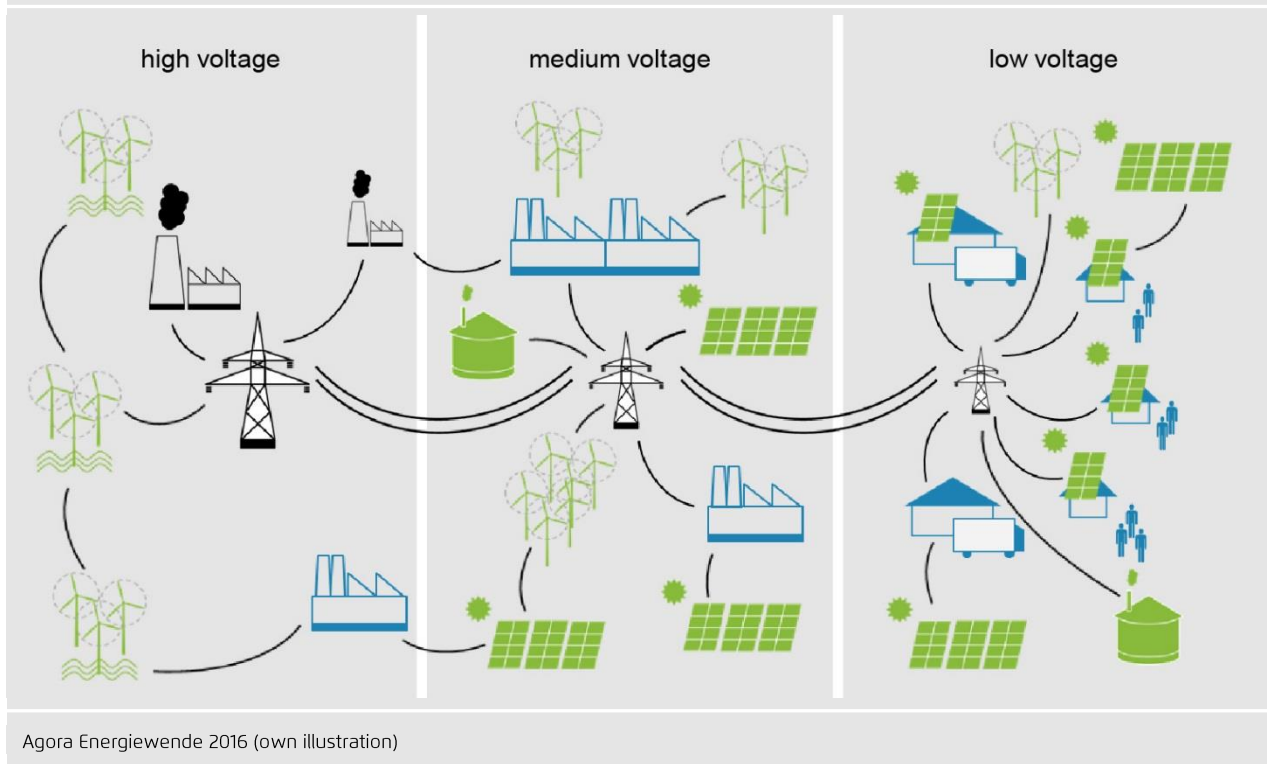 high voltage
medium voltage
low voltage
Agora Energiewende 2016 (own illustration)